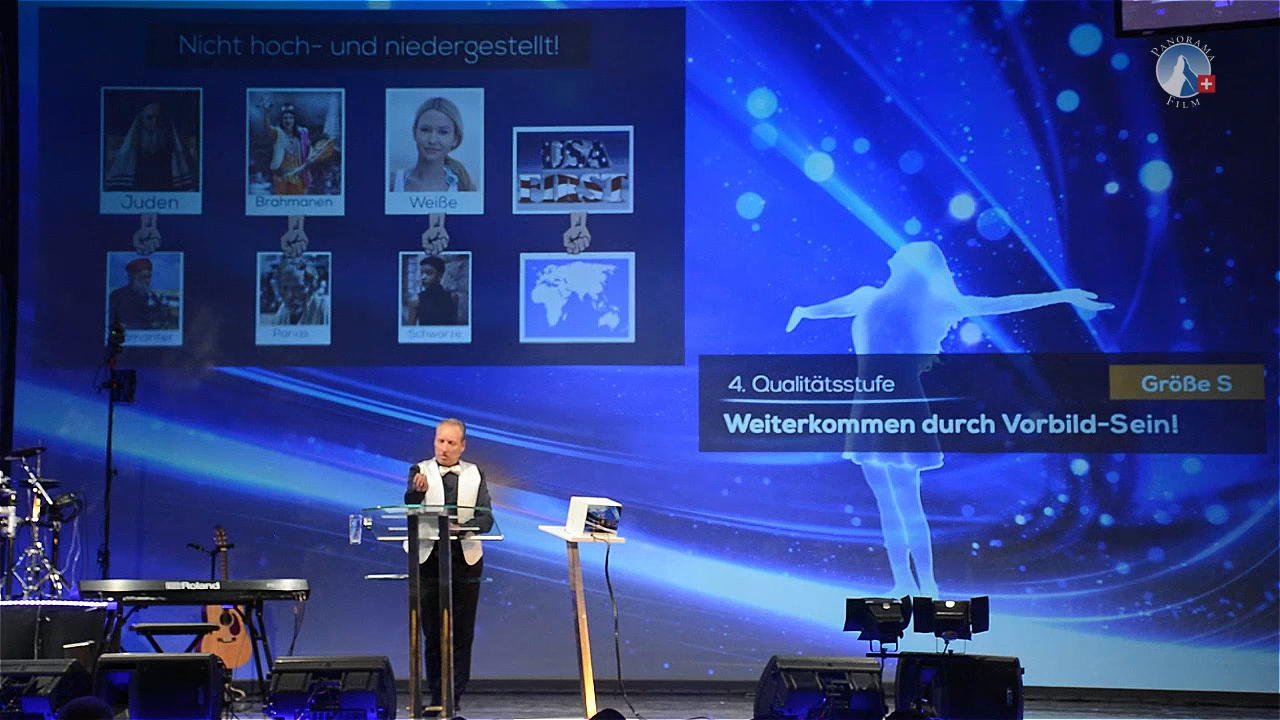 Nicht hoch- und niedergestellt!
Juden
Brahmanen
Weiße
USA
FIRST
Parias
Schwarze
4. Qualitätsstufe
Größe S
Weiterkommen durch Vorbild-Sein!
PANORAMA
FILM
Roland